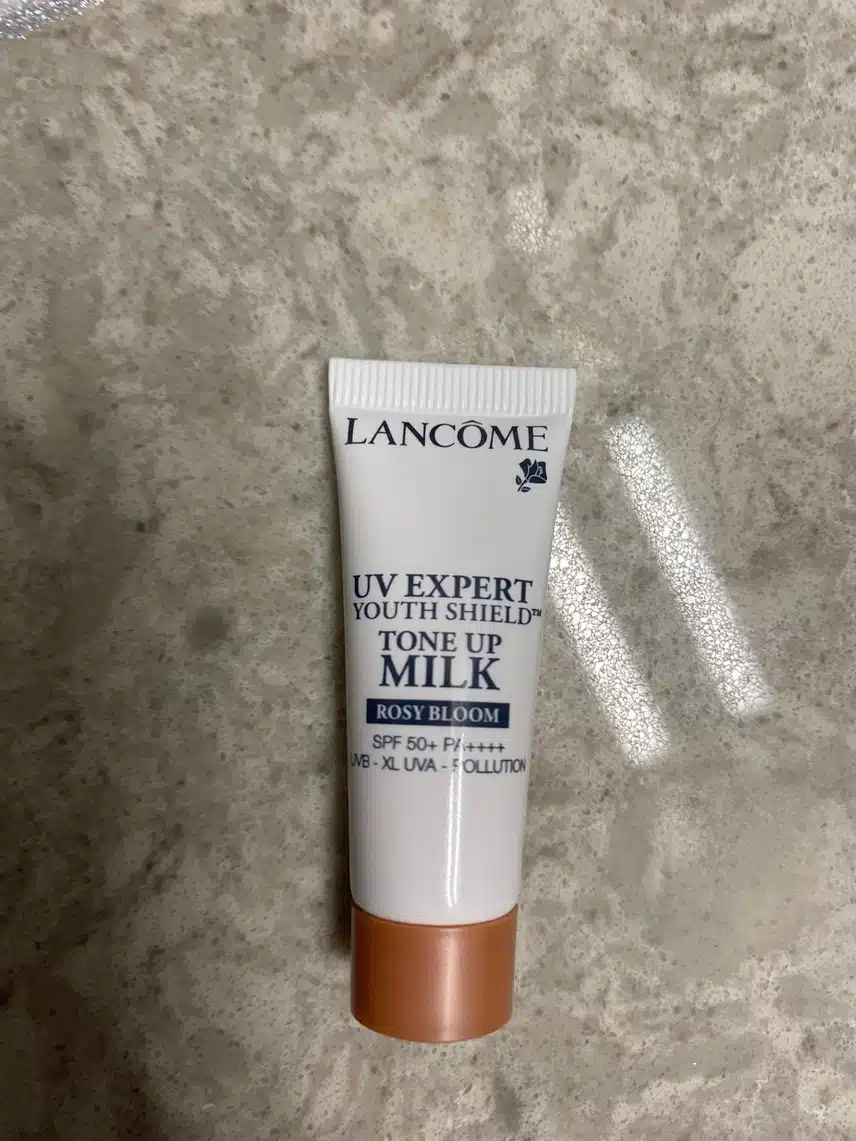 LANCÔME
UV EXPERT
YOUTH SHIELD™
TONE UP
MILK
ROSY BLOOM
SPF 50+ PA++++
UVB - XL UVA - POLLUTION